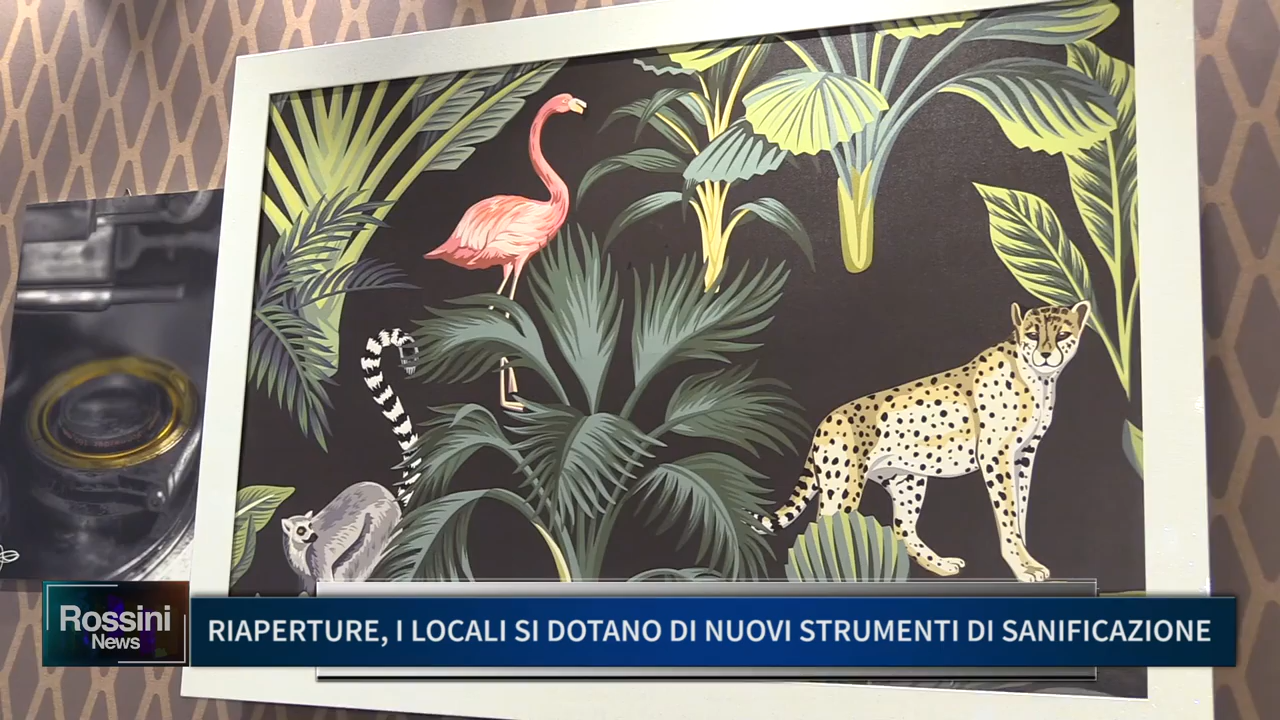 Rossini
News
RIAPERTURE, I LOCALI SI DOTANO DI NUOVI STRUMENTI DI SANIFICAZIONE